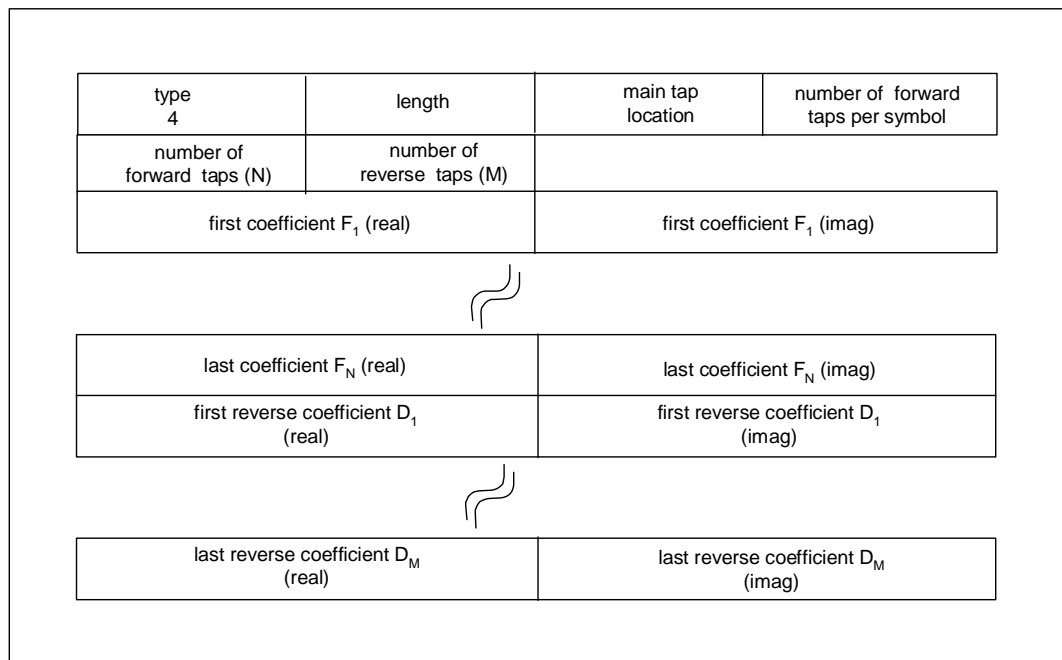 type
4
length
main tap
location
number of forward
taps per symbol
number of
forward taps (N)
number of
reverse taps (M)
first coefficient F1 (real)
first coefficient F1 (imag)
last coefficient FN (real)
last coefficient FN (imag)
first reverse coefficient D1
(real)
first reverse coefficient D1
(imag)
last reverse coefficient DM
(real)
last reverse coefficient DM
(imag)